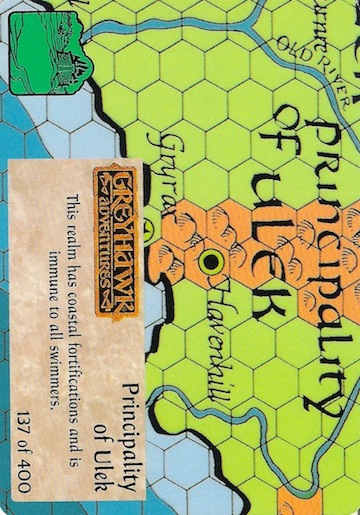 Principality
of Ulek
Gryrax
Havenhill
OLD RIVER
GREYHAWK
adventures
This realm has coastal fortifications and is
immune to all swimmers.
Principality
of Ulek
137 of 400